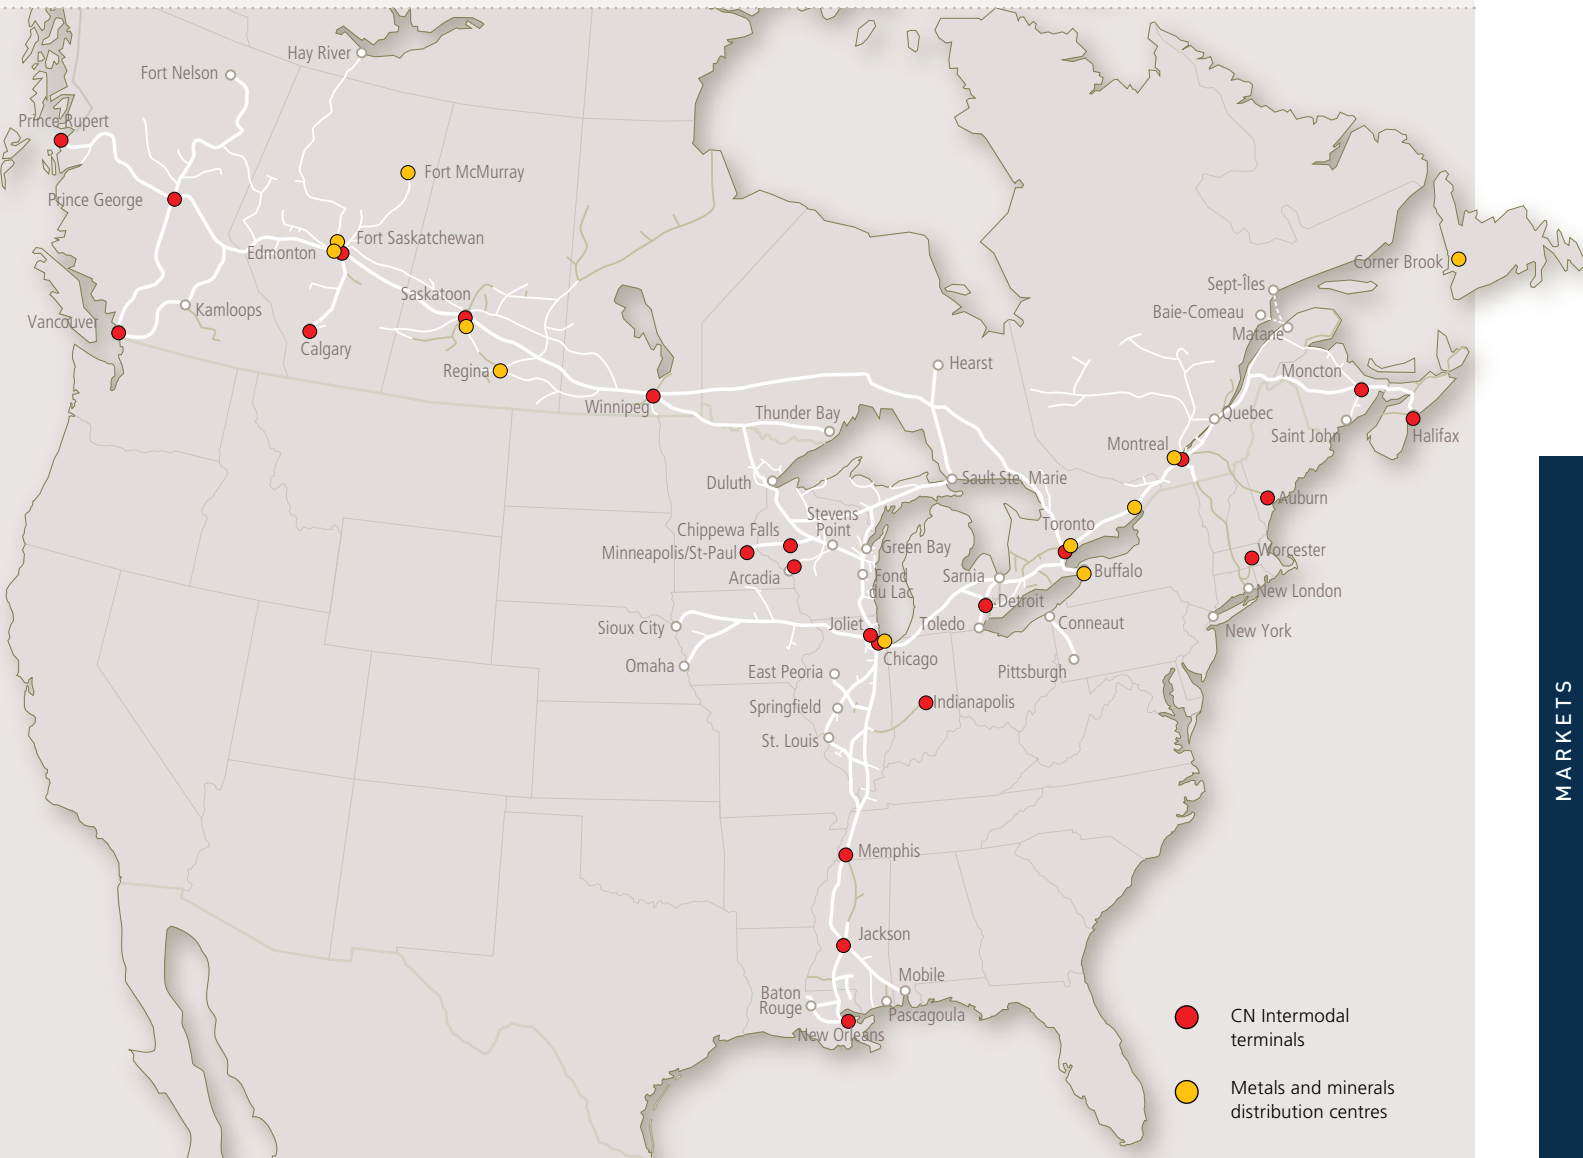 Hay River
Fort Nelson
Prince Rupert
Fort McMurray
Prince George
Fort Saskatchewan
Edmonton
Corner Brook
Sept-Îles
Saskatoon
Kamloops
Baie-Comeau
Vancouver
Matane
Calgary
Hearst
Regina
Moncton
Winnipeg
Thunder Bay
Quebec
Saint John
Halifax
Montreal
Duluth
Sault Ste. Marie
Auburn
Stevens
Point
Toronto
Chippewa Falls
Minneapolis/St-Paul
Green Bay
Worcester
Arcadia
Fond
du Lac
Sarnia
Buffalo
New London
Detroit
Sioux City
Joliet
Toledo
Conneaut
New York
Omaha
Chicago
East Peoria
Pittsburgh
Springfield
Indianapolis
St. Louis
MARKETS
Memphis
Jackson
Mobile
Baton
Rouge
Pascagoula
New Orleans
CN Intermodal
terminals
Metals and minerals
distribution centres